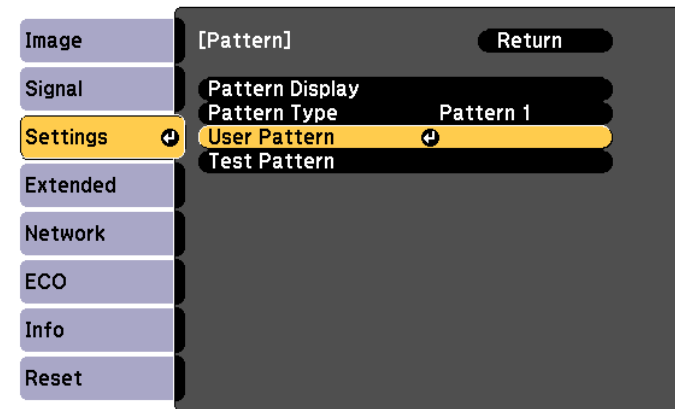 Image
Signal
Settings
Extended
Network
ECO
Info
Reset
[Pattern] Return
Pattern Display
Pattern Type Pattern 1
User Pattern
Test Pattern